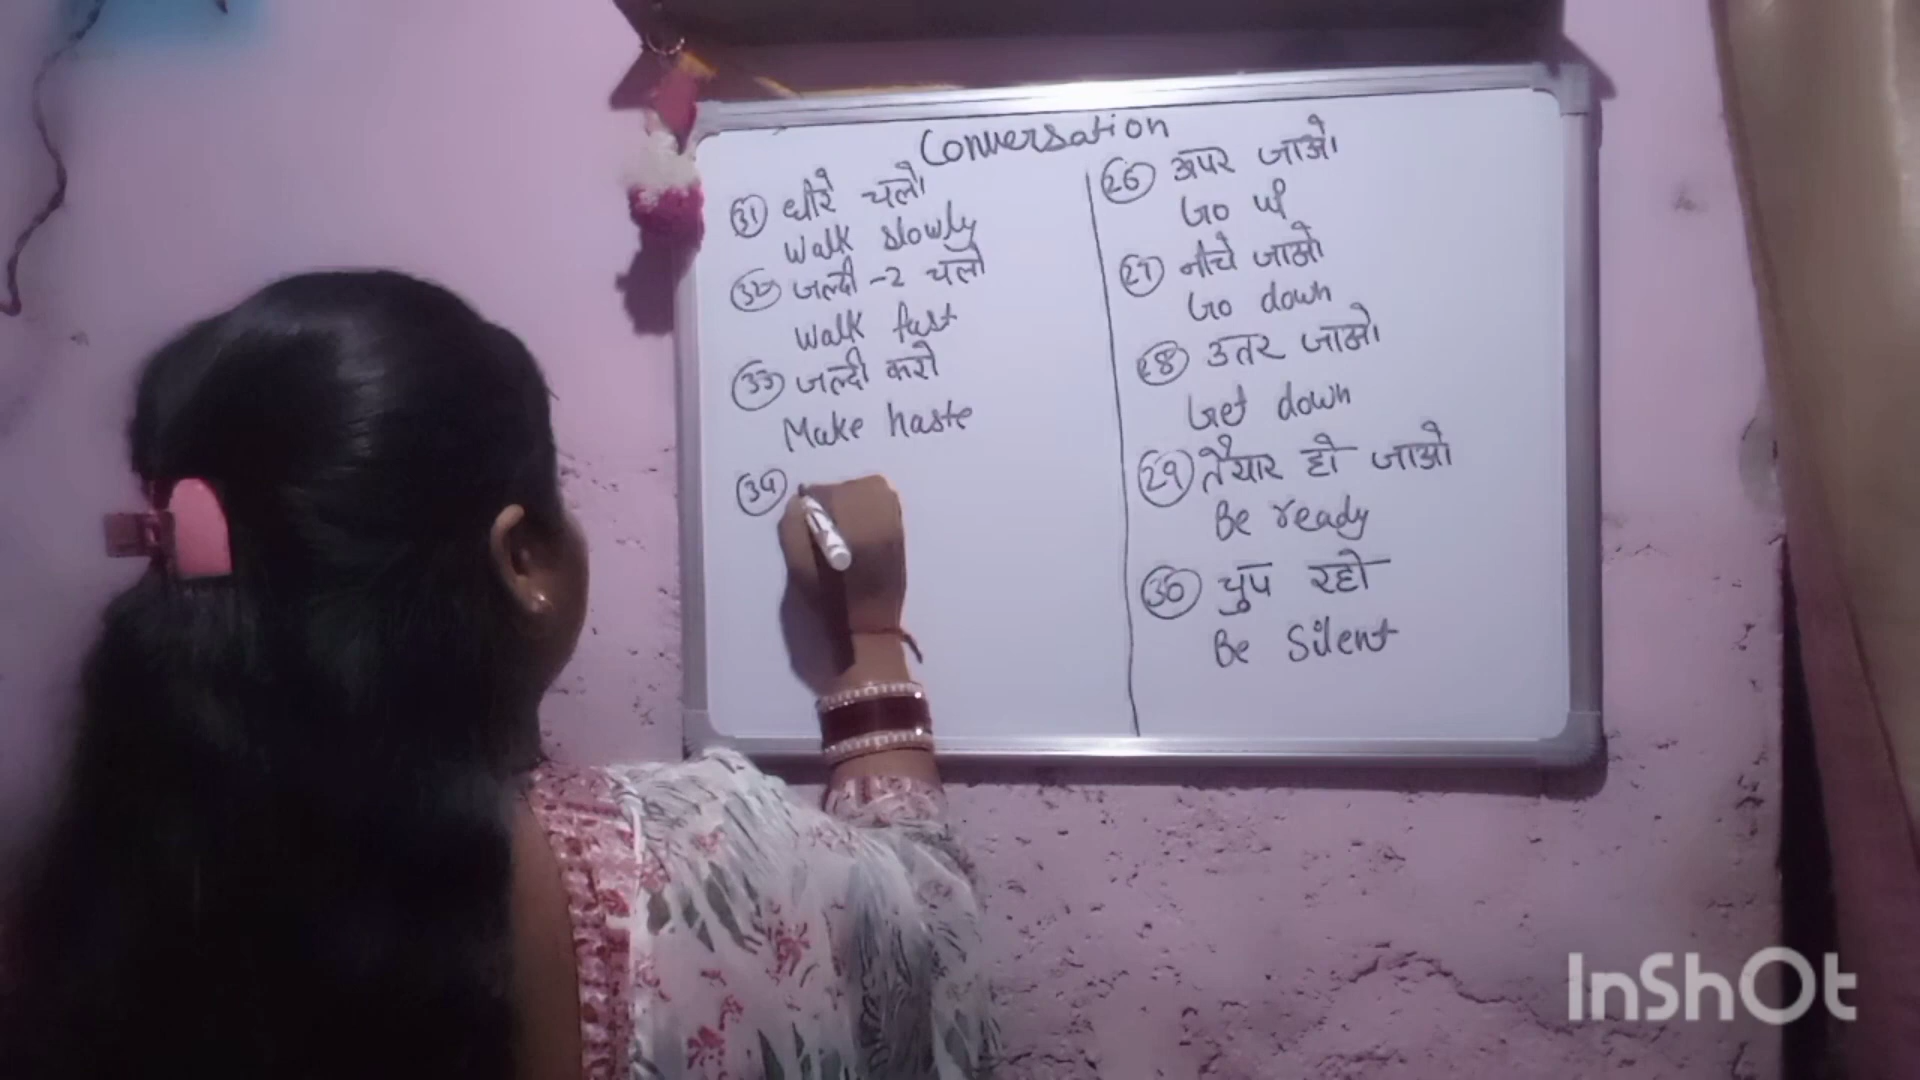 Conversation
(31) धीरे चलो।
Walk slowly
(32) जल्दी -2 चलो
Walk fast
(33) जल्दी करो
Make haste
(34)
(26) ऊपर जाओ।
Go up
(27) नीचे जाओ
Go down
(28) उतर जाओ।
Get down
(29) तैयार हो जाओ
Be ready
(30) चुप रहो
Be Silent
InShOt